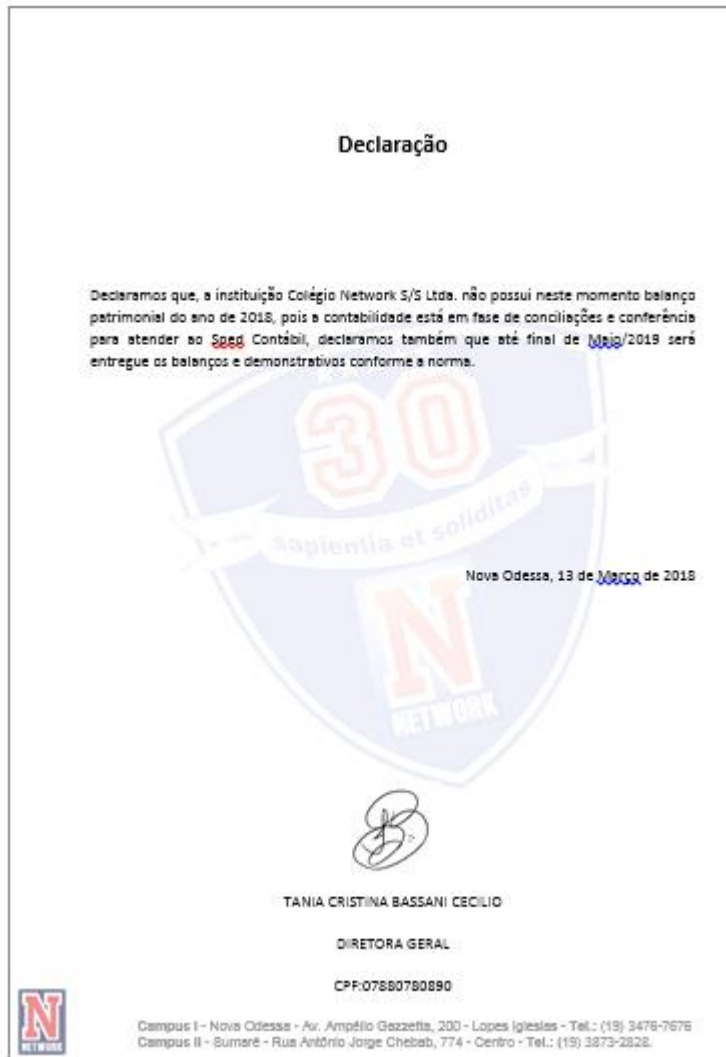 Declaração
Declaramos que, a instituição Colégio Network S/S Ltda. não possui neste momento balanço
patrimonial do ano de 2018, pois a contabilidade está em fase de conciliações e conferência
para atender ao Sped Contábil, declaramos também que até final de Maio/2019 será
entregue os balanços e demonstrativos conforme a norma.
30
sapientia et soliditas
Nova Odessa, 13 de Março de 2018
N
NETWORK
TANIA CRISTINA BASSANI CECILIO
DIRETORA GERAL
CPF:07880780890
N
NETWORK
Campus I - Nova Odessa - Av. Ampélio Gazzetta, 200 - Lopes Iglesias - Tel.: (19) 3476-7676
Campus II - Sumaré - Rua Antônio Jorge Chebab, 774 - Centro - Tel.: (19) 3873-2828.